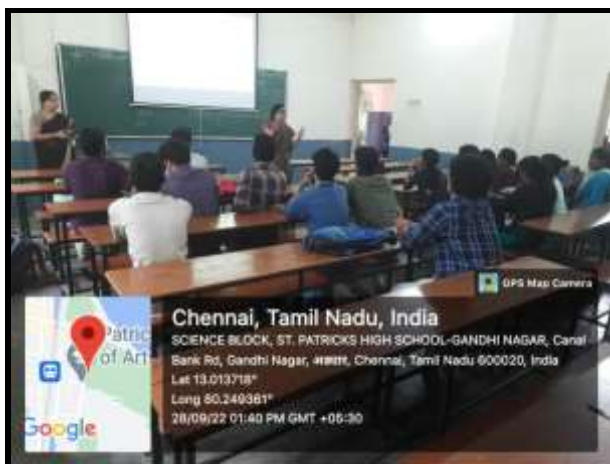 GPS Map Camera
Patric
of Art
Google
Chennai, Tamil Nadu, India
SCIENCE BLOCK, ST. PATRICKS HIGH SCHOOL-GANDHI NAGAR, Canal
Bank Rd, Gandhi Nagar, Chennai, Tamil Nadu 600020, India
Lat 13.013718°
Long 80.249361°
28/09/22 01:40 PM GMT +05:30